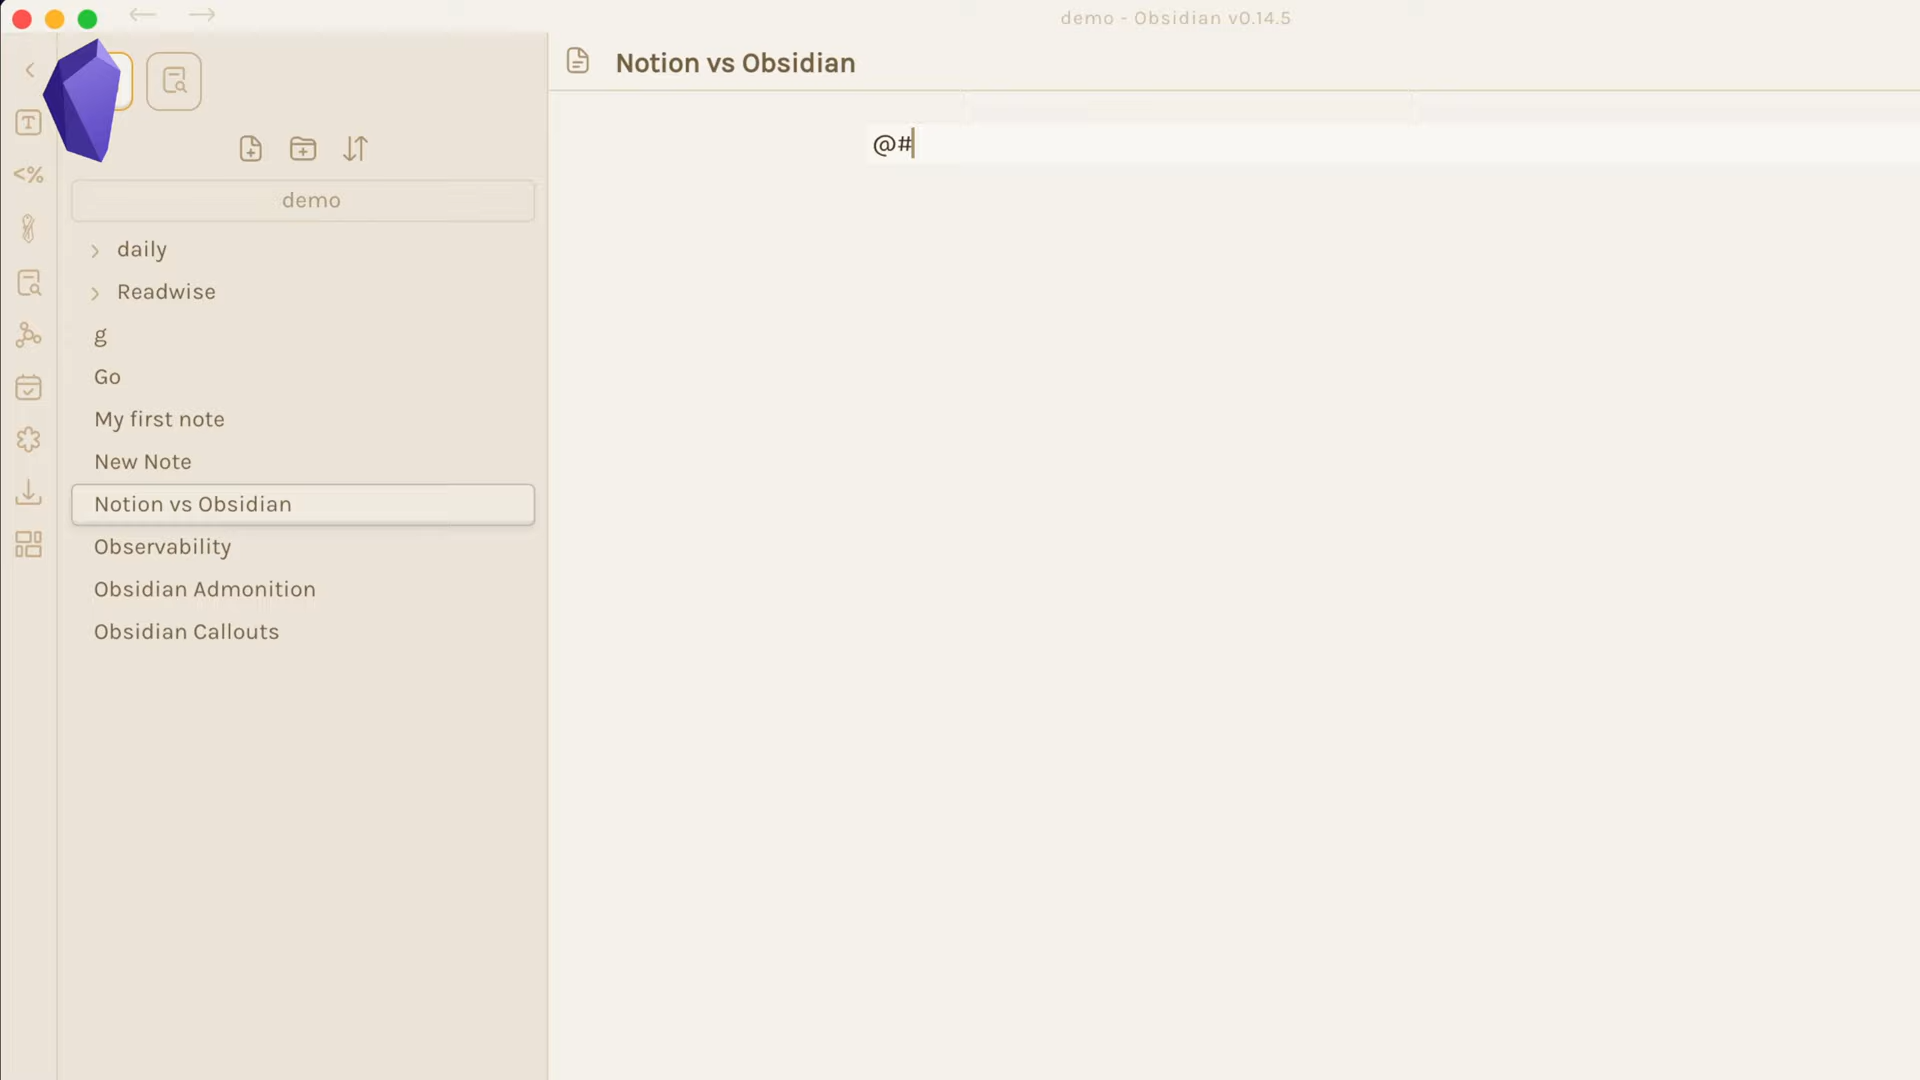 demo - Obsidian v0.14.5
Notion vs Obsidian
@#
<%
demo
daily
Readwise
g
Go
My first note
New Note
Notion vs Obsidian
Observability
Obsidian Admonition
Obsidian Callouts